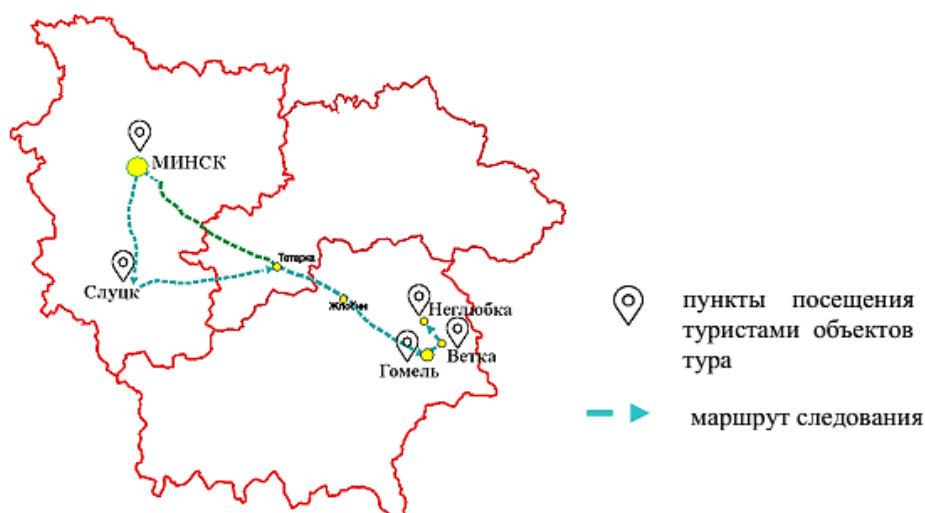 МИНСК
Татарка
Слуцк
Жлобин
Неглюбка
Ветка
Гомель
пункты посещения
туристами объектов
тура
маршрут следования